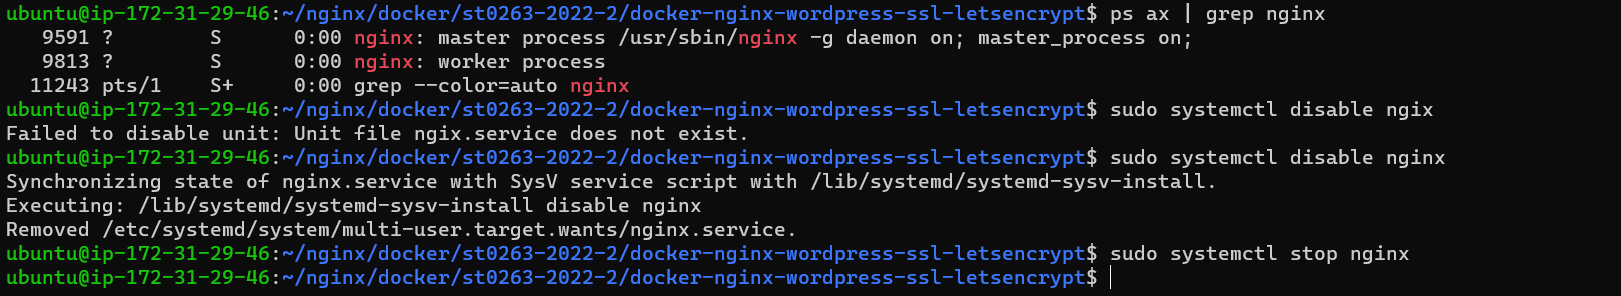 ubuntu@ip-172-31-29-46:~/nginx/docker/st0263-2022-2/docker-nginx-wordpress-ssl-letsencrypt$ ps ax | grep nginx
   9591 ?        S      0:00 nginx: master process /usr/sbin/nginx -g daemon on; master_process on;
   9813 ?        S      0:00 nginx: worker process
  11243 pts/1    S+     0:00 grep --color=auto nginx
ubuntu@ip-172-31-29-46:~/nginx/docker/st0263-2022-2/docker-nginx-wordpress-ssl-letsencrypt$ sudo systemctl disable ngix
Failed to disable unit: Unit file ngix.service does not exist.
ubuntu@ip-172-31-29-46:~/nginx/docker/st0263-2022-2/docker-nginx-wordpress-ssl-letsencrypt$ sudo systemctl disable nginx
Synchronizing state of nginx.service with SysV service script with /lib/systemd/systemd-sysv-install.
Executing: /lib/systemd/systemd-sysv-install disable nginx
Removed /etc/systemd/system/multi-user.target.wants/nginx.service.
ubuntu@ip-172-31-29-46:~/nginx/docker/st0263-2022-2/docker-nginx-wordpress-ssl-letsencrypt$ sudo systemctl stop nginx
ubuntu@ip-172-31-29-46:~/nginx/docker/st0263-2022-2/docker-nginx-wordpress-ssl-letsencrypt$